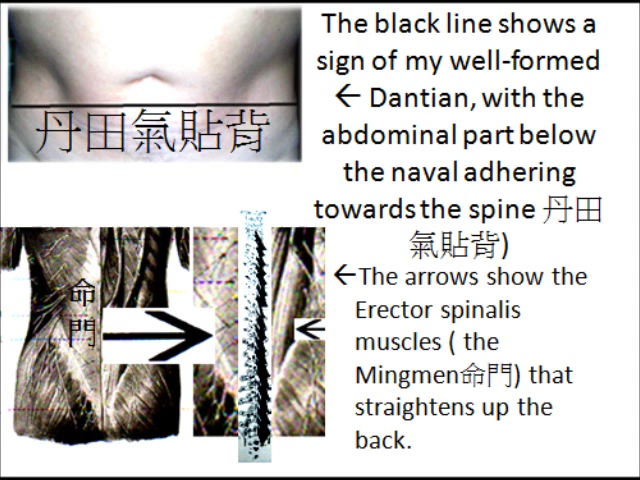 The black line shows a
sign of my well-formed
← Dantian, with the
abdominal part below
the naval adhering
towards the spine 丹田
氣貼背)
丹田氣貼背
←The arrows show the
Erector spinalis
muscles ( the
Mingmen命門) that
straightens up the
back.
命
門